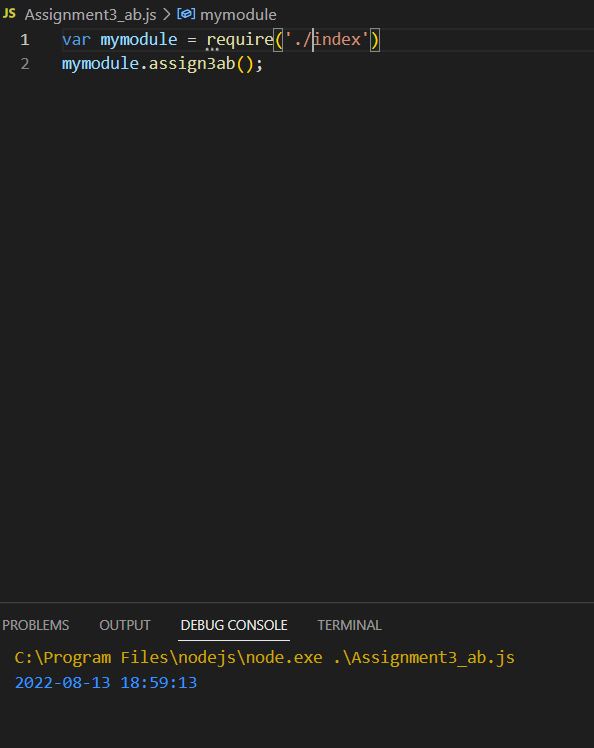 JS Assignment3_ab.js > mymodule
1 var mymodule = require('./index')
2 mymodule.assign3ab();
PROBLEMS OUTPUT DEBUG CONSOLE TERMINAL
C:\Program Files\nodejs\node.exe .\Assignment3_ab.js
2022-08-13 18:59:13